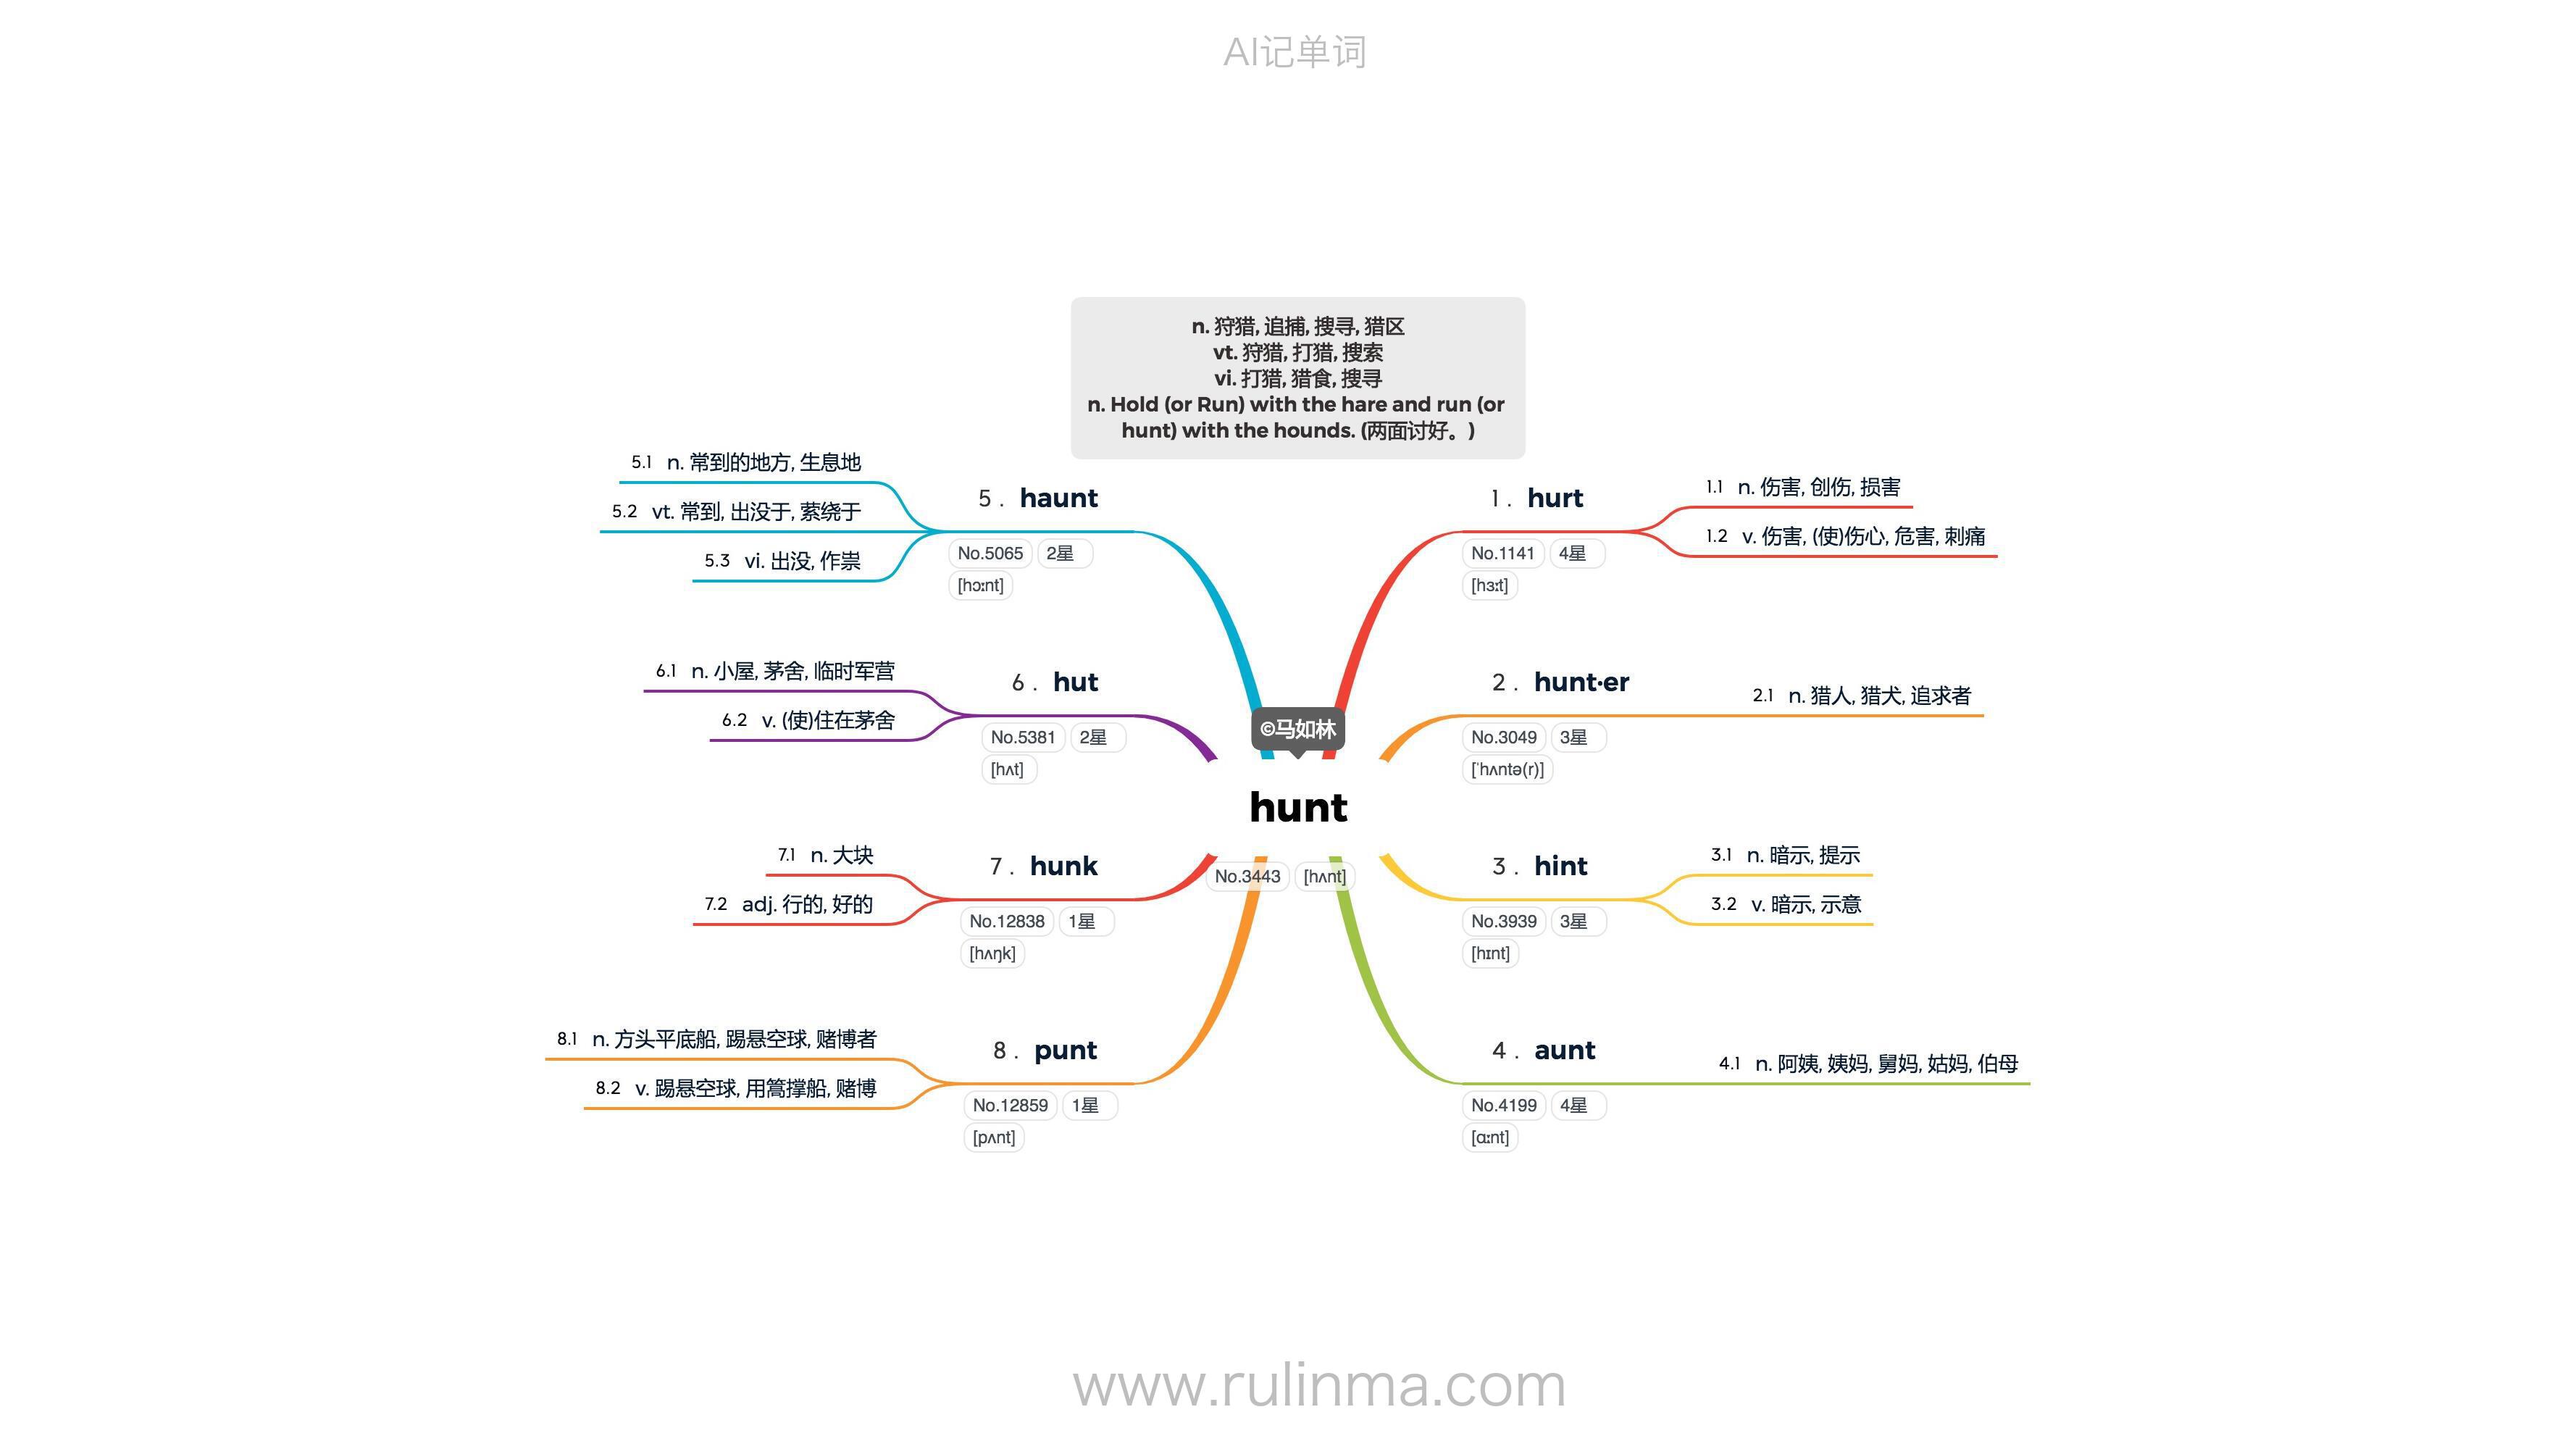 AI记单词
n. 狩猎, 追捕, 搜寻, 猎区
vt. 狩猎, 打猎, 搜索
vi. 打猎, 猎食, 搜寻
n. Hold (or Run) with the hare and run (or
hunt) with the hounds. (两面讨好。)
©马如林
hunt
No.3443 [hʌnt]
1 . hurt
No.1141 4星
[hɜːt]
1.1 n. 伤害, 创伤, 损害
1.2 v. 伤害, (使)伤心, 危害, 刺痛
2 . hunt·er
No.3049 3星
[ˈhʌntə(r)]
2.1 n. 猎人, 猎犬, 追求者
3 . hint
No.3939 3星
[hɪnt]
3.1 n. 暗示, 提示
3.2 v. 暗示, 示意
4 . aunt
No.4199 4星
[ɑːnt]
4.1 n. 阿姨, 姨妈, 舅妈, 姑妈, 伯母
5 . haunt
No.5065 2星
[hɔːnt]
5.1 n. 常到的地方, 生息地
5.2 vt. 常到, 出没于, 萦绕于
5.3 vi. 出没, 作祟
6 . hut
No.5381 2星
[hʌt]
6.1 n. 小屋, 茅舍, 临时军营
6.2 v. (使)住在茅舍
7 . hunk
No.12838 1星
[hʌŋk]
7.1 n. 大块
7.2 adj. 行的, 好的
8 . punt
No.12859 1星
[pʌnt]
8.1 n. 方头平底船, 踢悬空球, 赌博者
8.2 v. 踢悬空球, 用篙撑船, 赌博
www.rulinma.com